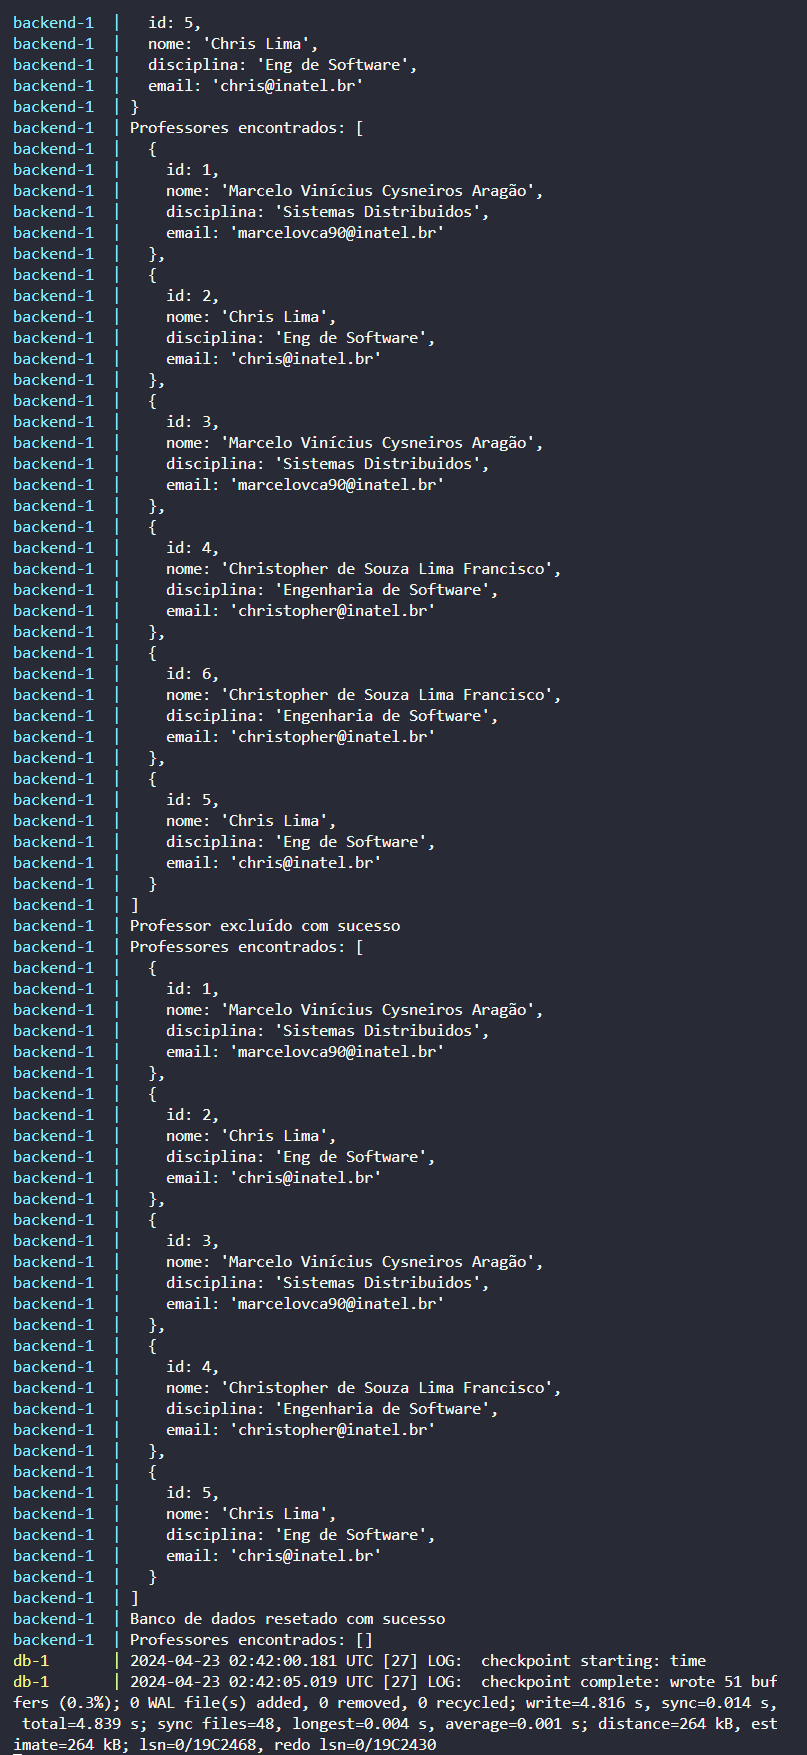 backend-1  |   id: 5,
backend-1  |   nome: 'Chris Lima',
backend-1  |   disciplina: 'Eng de Software',
backend-1  |   email: 'chris@inatel.br'
backend-1  | }
backend-1  | Professores encontrados: [
backend-1  |   {
backend-1  |     id: 1,
backend-1  |     nome: 'Marcelo Vinícius Cysneiros Aragão',
backend-1  |     disciplina: 'Sistemas Distribuidos',
backend-1  |     email: 'marcelovca90@inatel.br'
backend-1  |   },
backend-1  |   {
backend-1  |     id: 2,
backend-1  |     nome: 'Chris Lima',
backend-1  |     disciplina: 'Eng de Software',
backend-1  |     email: 'chris@inatel.br'
backend-1  |   },
backend-1  |   {
backend-1  |     id: 3,
backend-1  |     nome: 'Marcelo Vinícius Cysneiros Aragão',
backend-1  |     disciplina: 'Sistemas Distribuidos',
backend-1  |     email: 'marcelovca90@inatel.br'
backend-1  |   },
backend-1  |   {
backend-1  |     id: 4,
backend-1  |     nome: 'Christopher de Souza Lima Francisco',
backend-1  |     disciplina: 'Engenharia de Software',
backend-1  |     email: 'christopher@inatel.br'
backend-1  |   },
backend-1  |   {
backend-1  |     id: 6,
backend-1  |     nome: 'Christopher de Souza Lima Francisco',
backend-1  |     disciplina: 'Engenharia de Software',
backend-1  |     email: 'christopher@inatel.br'
backend-1  |   },
backend-1  |   {
backend-1  |     id: 5,
backend-1  |     nome: 'Chris Lima',
backend-1  |     disciplina: 'Eng de Software',
backend-1  |     email: 'chris@inatel.br'
backend-1  |   }
backend-1  | ]
backend-1  | Professor excluído com sucesso
backend-1  | Professores encontrados: [
backend-1  |   {
backend-1  |     id: 1,
backend-1  |     nome: 'Marcelo Vinícius Cysneiros Aragão',
backend-1  |     disciplina: 'Sistemas Distribuidos',
backend-1  |     email: 'marcelovca90@inatel.br'
backend-1  |   },
backend-1  |   {
backend-1  |     id: 2,
backend-1  |     nome: 'Chris Lima',
backend-1  |     disciplina: 'Eng de Software',
backend-1  |     email: 'chris@inatel.br'
backend-1  |   },
backend-1  |   {
backend-1  |     id: 3,
backend-1  |     nome: 'Marcelo Vinícius Cysneiros Aragão',
backend-1  |     disciplina: 'Sistemas Distribuidos',
backend-1  |     email: 'marcelovca90@inatel.br'
backend-1  |   },
backend-1  |   {
backend-1  |     id: 4,
backend-1  |     nome: 'Christopher de Souza Lima Francisco',
backend-1  |     disciplina: 'Engenharia de Software',
backend-1  |     email: 'christopher@inatel.br'
backend-1  |   },
backend-1  |   {
backend-1  |     id: 5,
backend-1  |     nome: 'Chris Lima',
backend-1  |     disciplina: 'Eng de Software',
backend-1  |     email: 'chris@inatel.br'
backend-1  |   }
backend-1  | ]
backend-1  | Banco de dados resetado com sucesso
backend-1  | Professores encontrados: []
db-1       | 2024-04-23 02:42:00.181 UTC [27] LOG:  checkpoint starting: time
db-1       | 2024-04-23 02:42:05.019 UTC [27] LOG:  checkpoint complete: wrote 51 buf
fers (0.3%); 0 WAL file(s) added, 0 removed, 0 recycled; write=4.816 s, sync=0.014 s,
 total=4.839 s; sync files=48, longest=0.004 s, average=0.001 s; distance=264 kB, est
imate=264 kB; lsn=0/19C2468, redo lsn=0/19C2430